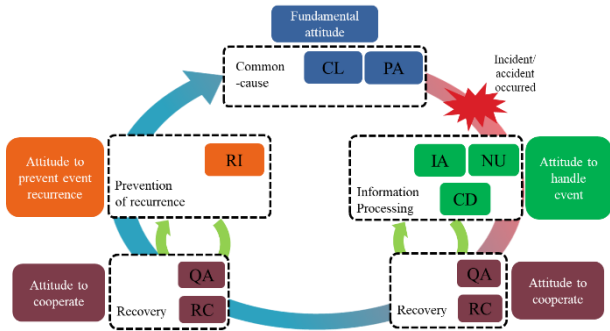 Fundamental
attitude
Common
-cause
CL
PA
Incident/
accident
occurred
Attitude to
prevent event
recurrence
RI
Prevention
of recurrence
IA
NU
CD
Information
Processing
Attitude to
handle
event
Attitude to
cooperate
QA
RC
Recovery
QA
RC
Recovery
Attitude to
cooperate